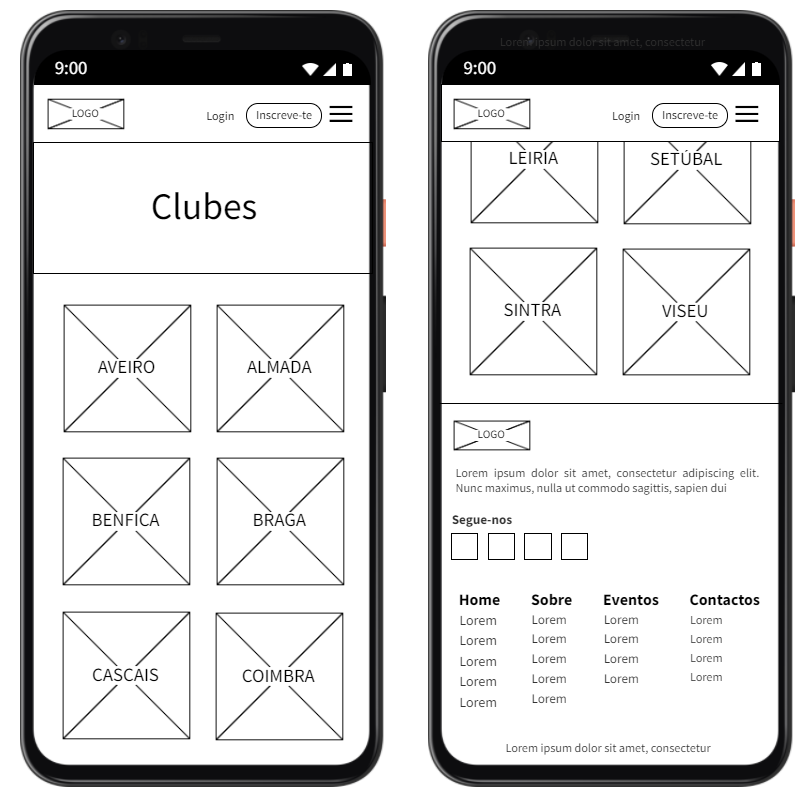 9:00
LOGO
Login
Inscreve-te
Clubes
AVEIRO
ALMADA
BENFICA
BRAGA
CASCAIS
COIMBRA
Lorem ipsum dolor sit amet, consectetur
9:00
LOGO
Login
Inscreve-te
LEIRIA
SETÚBAL
SINTRA
VISEU
LOGO
Lorem ipsum dolor sit amet, consectetur adipiscing elit.
Nunc maximus, nulla ut commodo sagittis, sapien dui
Segue-nos
Home
Lorem
Lorem
Lorem
Lorem
Lorem
Sobre
Lorem
Lorem
Lorem
Lorem
Lorem
Eventos
Lorem
Lorem
Lorem
Lorem
Contactos
Lorem
Lorem
Lorem
Lorem
Lorem ipsum dolor sit amet, consectetur